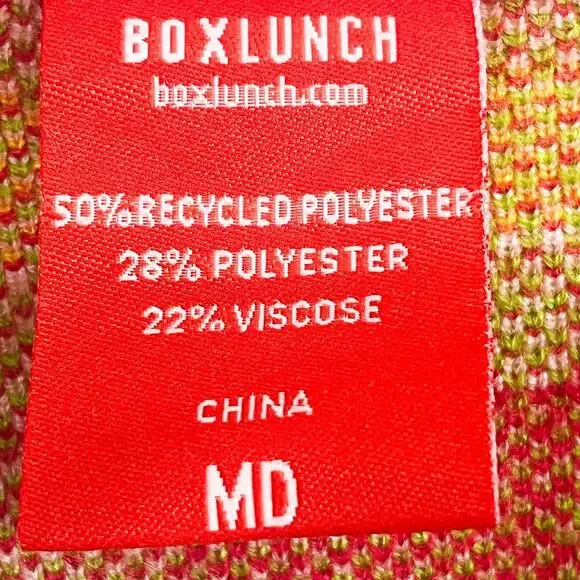 BOXLUNCH
boxlunch.com
50% RECYCLED POLYESTER
28% POLYESTER
22% VISCOSE
CHINA
MD